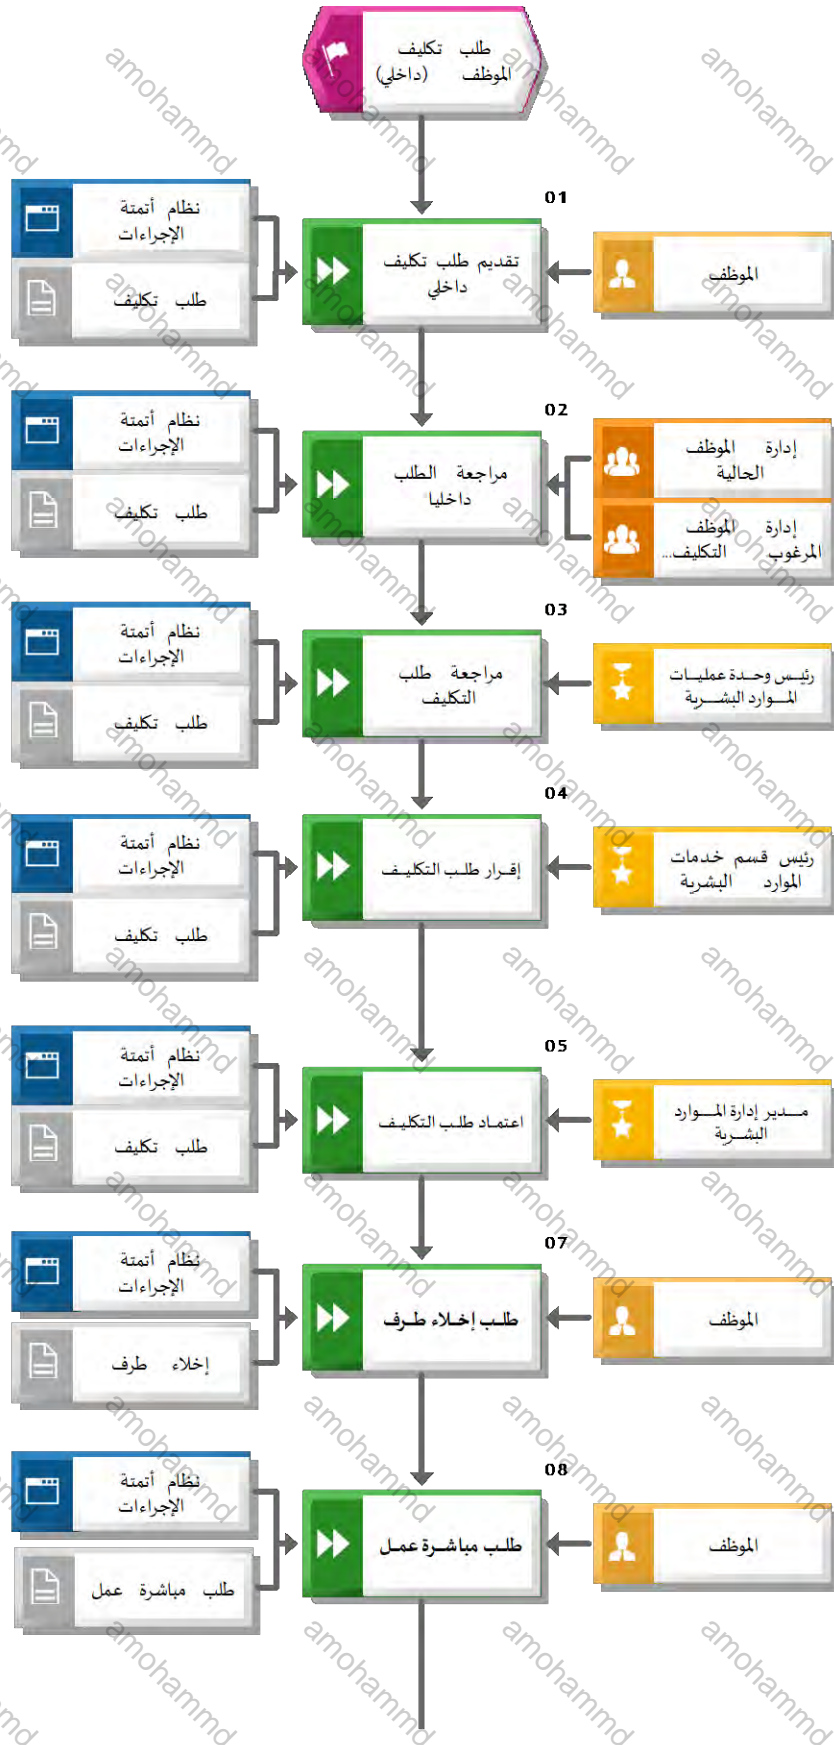 طلب تكليف
الموظف (داخلي)
01
الموظف
تقديم طلب تكليف
داخلي
نظام أتمتة
الإجراءات
طلب تكليف
02
إدارة الموظف
الحالية
إدارة الموظف
المرغوب التكليف...
مراجعة الطلب
داخليا
نظام أتمتة
الإجراءات
طلب تكليف
03
رئيس وحدة عمليات
الموارد البشرية
مراجعة طلب
التكليف
نظام أتمتة
الإجراءات
طلب تكليف
04
رئيس قسم خدمات
الموارد البشرية
إقرار طلب التكليف
نظام أتمتة
الإجراءات
طلب تكليف
05
مدير إدارة الموارد
البشرية
اعتماد طلب التكليف
نظام أتمتة
الإجراءات
طلب تكليف
07
الموظف
طلب إخلاء طرف
نظام أتمتة
الإجراءات
إخلاء طرف
08
الموظف
طلب مباشرة عمل
نظام أتمتة
الإجراءات
طلب مباشرة عمل
amohammd